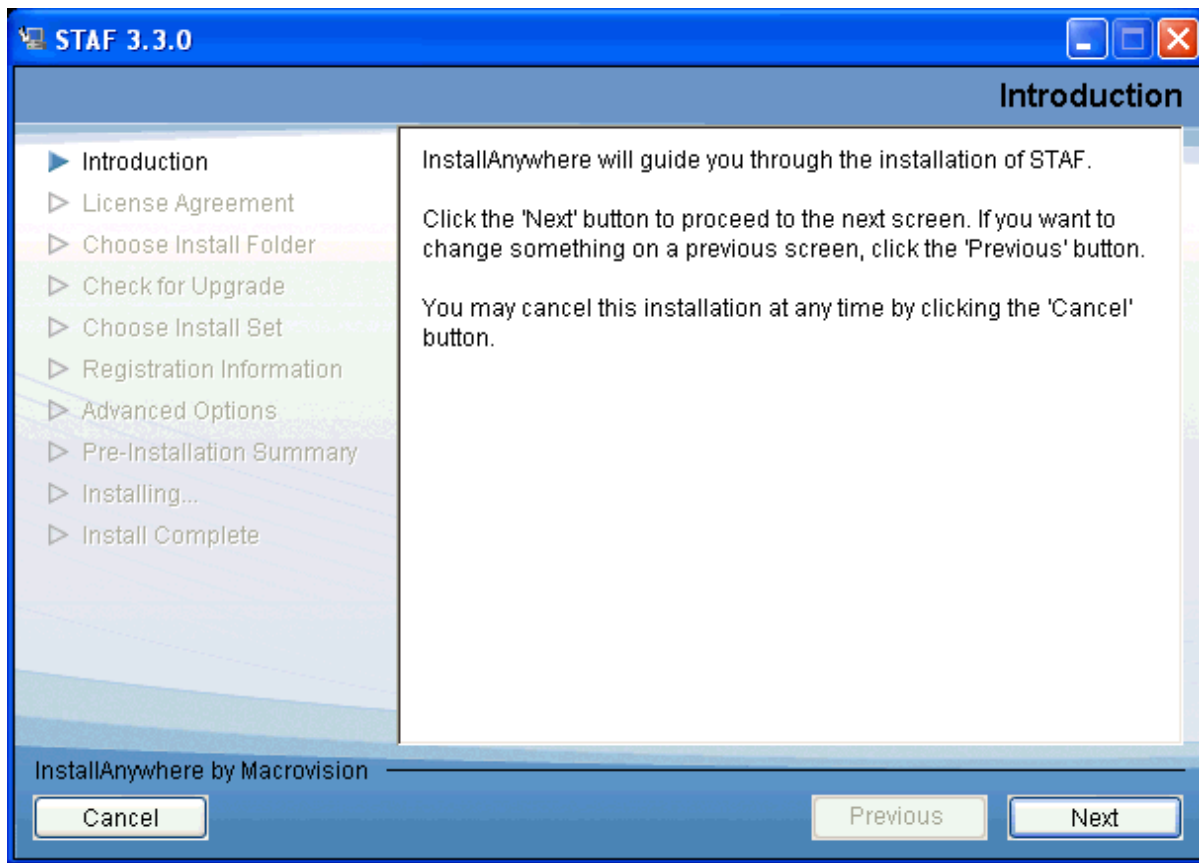 STAF 3.3.0
Introduction
Introduction
License Agreement
Choose Install Folder
Check for Upgrade
Choose Install Set
Registration Information
Advanced Options
Pre-Installation Summary
Installing...
Install Complete
InstallAnywhere will guide you through the installation of STAF.
Click the 'Next' button to proceed to the next screen. If you want to
change something on a previous screen, click the 'Previous' button.
You may cancel this installation at any time by clicking the 'Cancel'
button.
InstallAnywhere by Macrovision
Cancel
Previous
Next